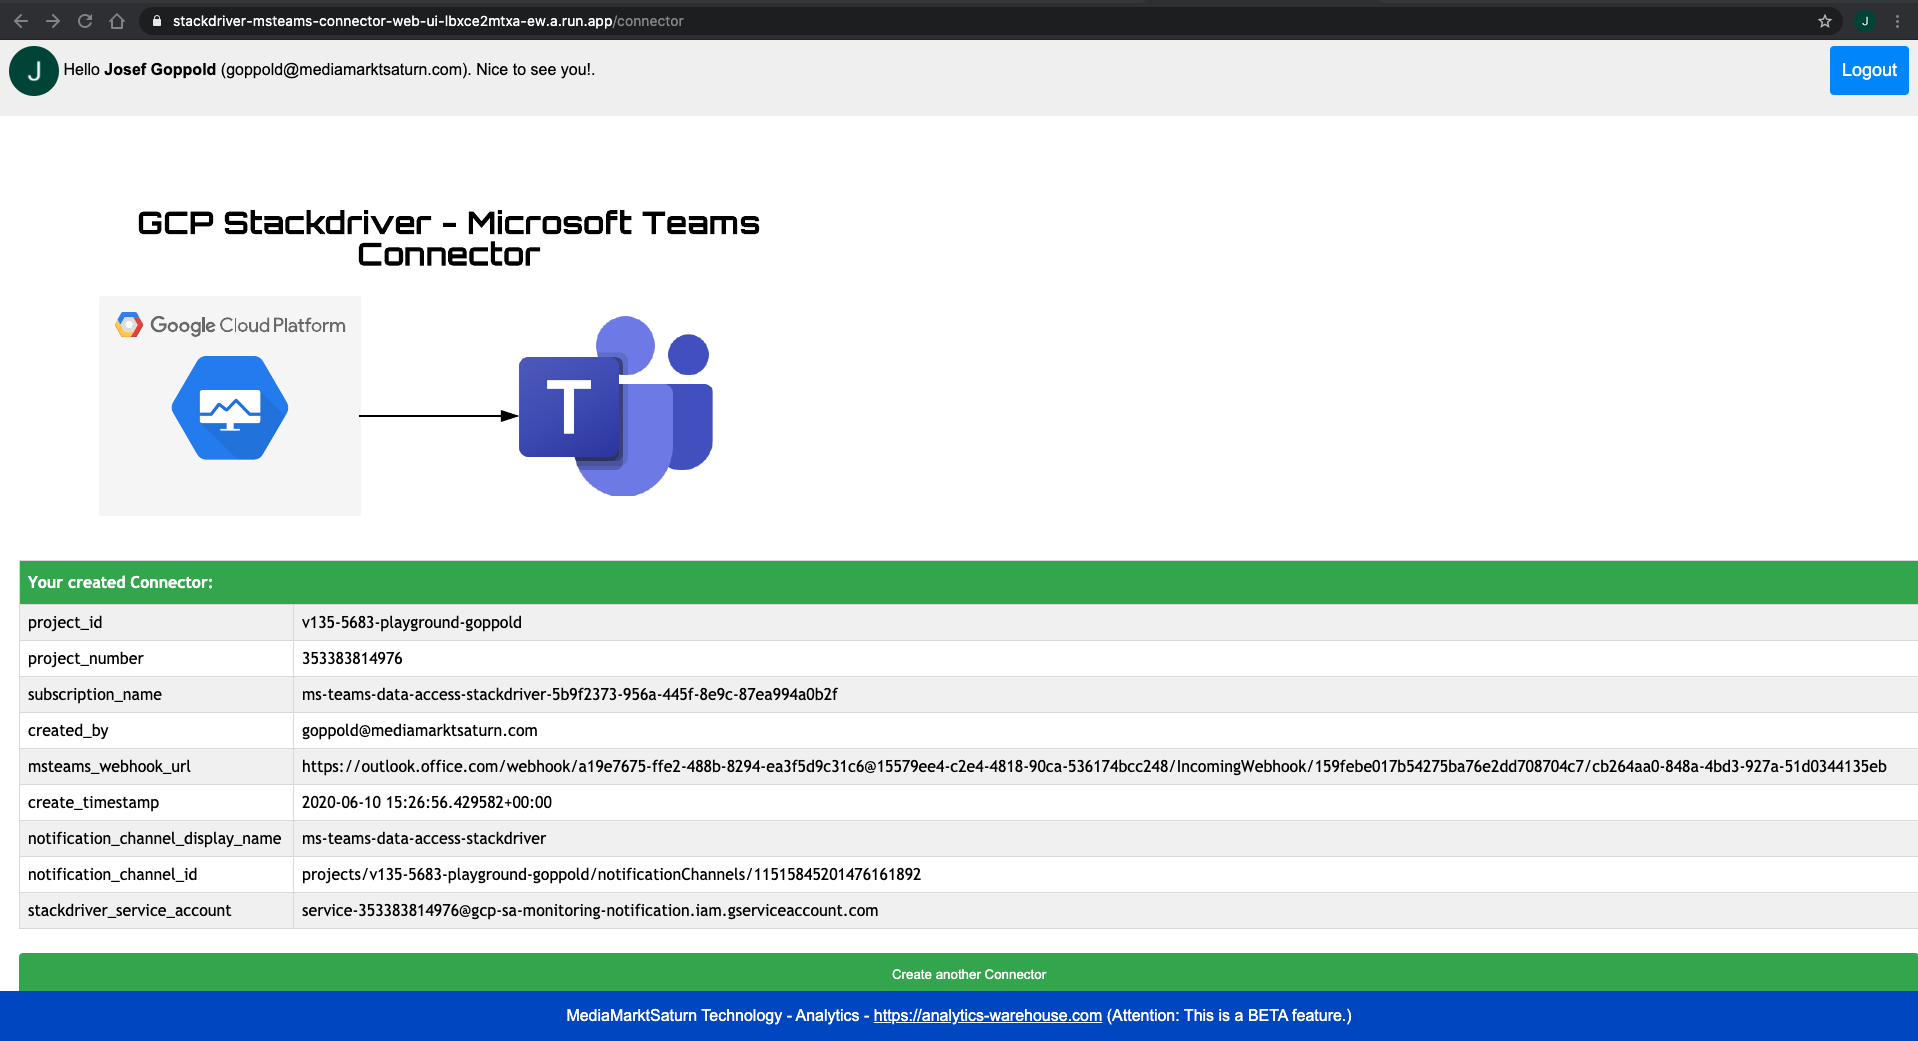 stackdriver-msteams-connector-web-ui-lbxce2mtxa-ew.a.run.app/connector
J
J
Hello Josef Goppold (goppold@mediamarktsaturn.com). Nice to see you!.
Logout
GCP Stackdriver - Microsoft Teams
Connector
Google Cloud Platform
T
Your created Connector:
project_id v135-5683-playground-goppold
project_number 353383814976
subscription_name ms-teams-data-access-stackdriver-5b9f2373-956a-445f-8e9c-87ea994a0b2f
created_by goppold@mediamarktsaturn.com
msteams_webhook_url https://outlook.office.com/webhook/a19e7675-ffe2-488b-8294-ea3f5d9c31c6@15579ee4-c2e4-4818-90ca-536174bcc248/IncomingWebhook/159febe017b54275ba76e2dd708704c7/cb264aa0-848a-4bd3-927a-51d0344135eb
create_timestamp 2020-06-10 15:26:56.429582+00:00
notification_channel_display_name ms-teams-data-access-stackdriver
notification_channel_id projects/v135-5683-playground-goppold/notificationChannels/11515845201476161892
stackdriver_service_account service-353383814976@gcp-sa-monitoring-notification.iam.gserviceaccount.com
Create another Connector
MediaMarktSaturn Technology - Analytics - https://analytics-warehouse.com (Attention: This is a BETA feature.)